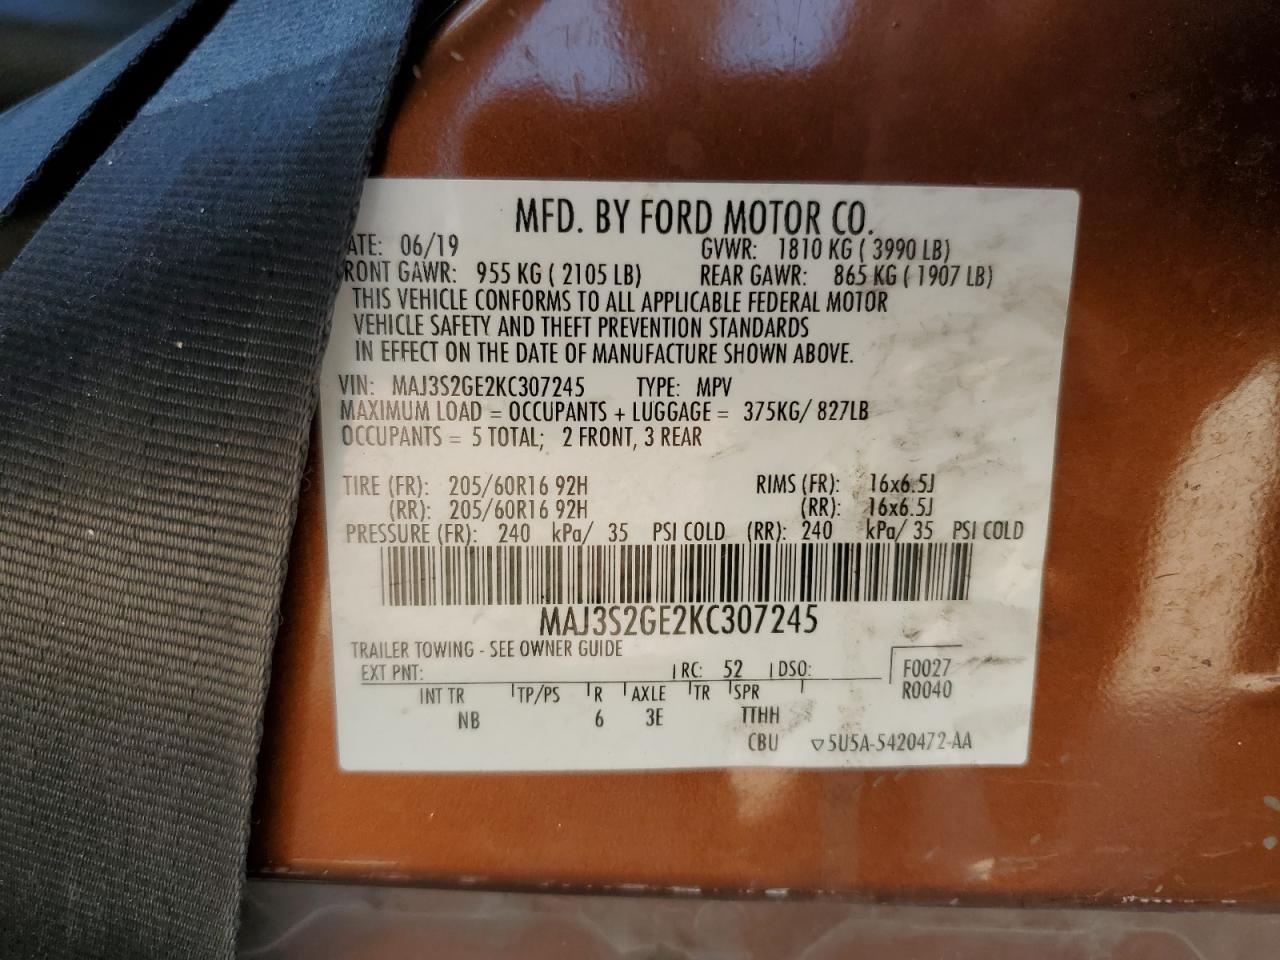 MFD. BY FORD MOTOR CO.
ATE: 06/19 GVWR: 1810 KG ( 3990 LB)
RONT GAWR: 955 KG ( 2105 LB) REAR GAWR: 865 KG ( 1907 LB)
THIS VEHICLE CONFORMS TO ALL APPLICABLE FEDERAL MOTOR
VEHICLE SAFETY AND THEFT PREVENTION STANDARDS
IN EFFECT ON THE DATE OF MANUFACTURE SHOWN ABOVE.
VIN: MAJ3S2GE2KC307245 TYPE: MPV
MAXIMUM LOAD = OCCUPANTS + LUGGAGE = 375KG/ 827LB
OCCUPANTS = 5 TOTAL; 2 FRONT, 3 REAR
TIRE (FR): 205/60R16 92H RIMS (FR): 16x6.5J
(RR): 205/60R16 92H (RR): 16x6.5J
PRESSURE (FR): 240 kPa/ 35 PSI COLD (RR): 240 kPa/ 35 PSI COLD
MAJ3S2GE2KC307245
TRAILER TOWING - SEE OWNER GUIDE
EXT PNT: RC: 52 DSO: F0027
INT TR TP/PS R AXLE TR SPR R0040
NB 6 3E TTHH
CBU ▽5U5A-5420472-AA